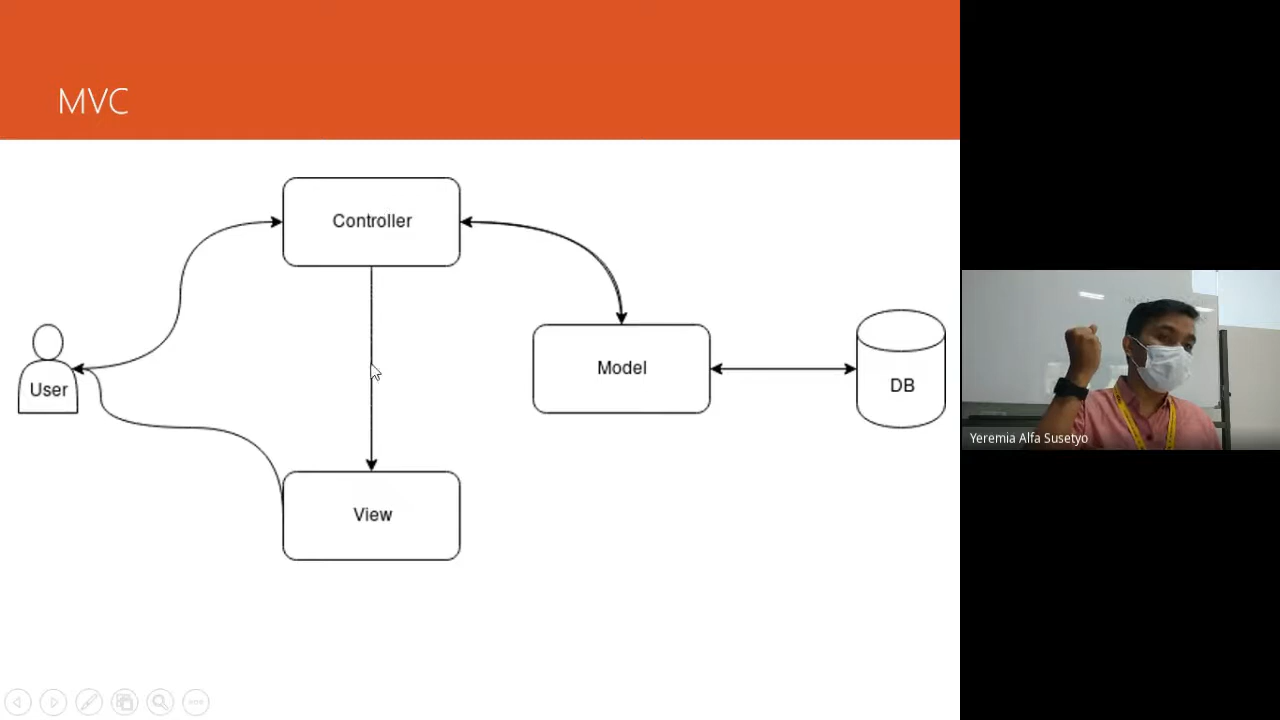 MVC
Controller
User
Model
DB
View
Yeremia Alfa Susetyo